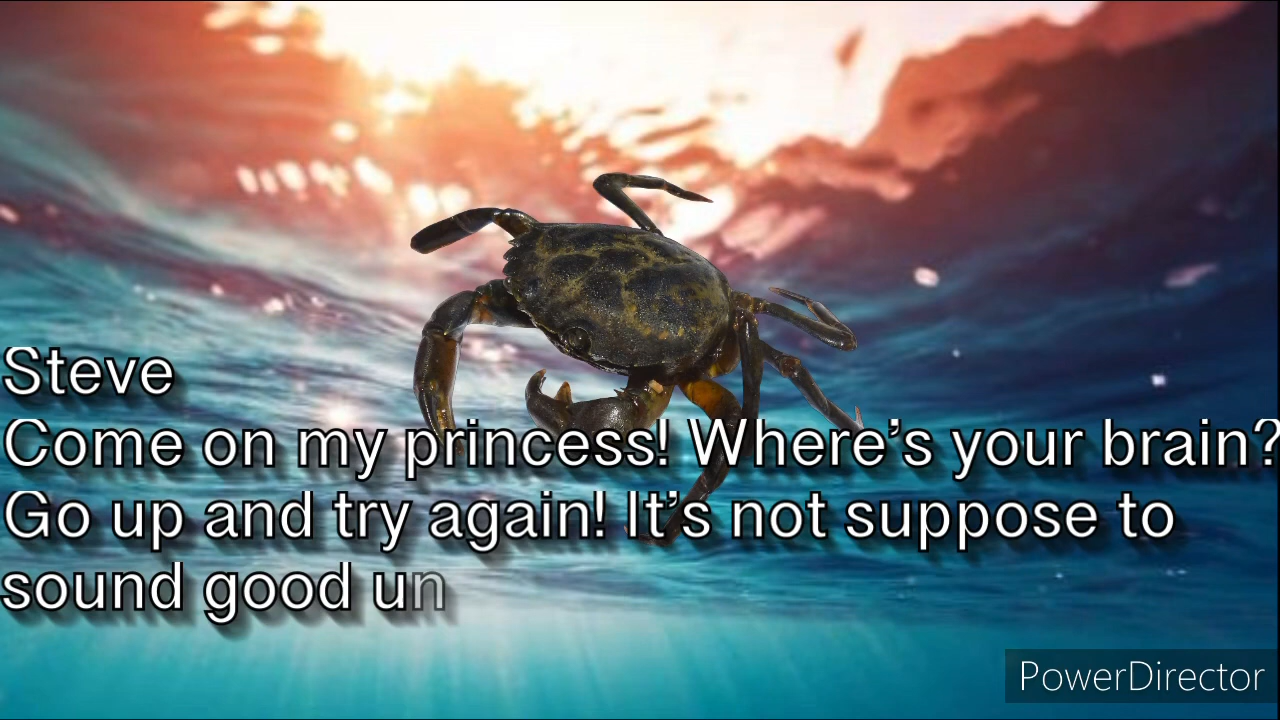 Steve
Come on my princess! Where’s your brain?
Go up and try again! It’s not suppose to
sound good un
PowerDirector